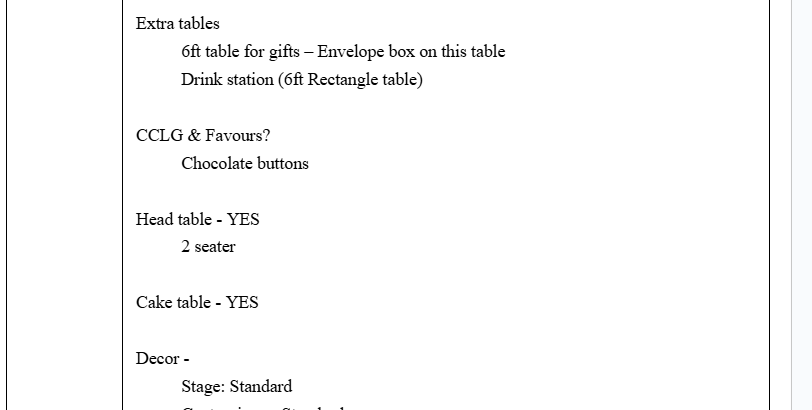 Extra tables
6ft table for gifts – Envelope box on this table
Drink station (6ft Rectangle table)
CCLG & Favours?
Chocolate buttons
Head table - YES
2 seater
Cake table - YES
Decor -
Stage: Standard